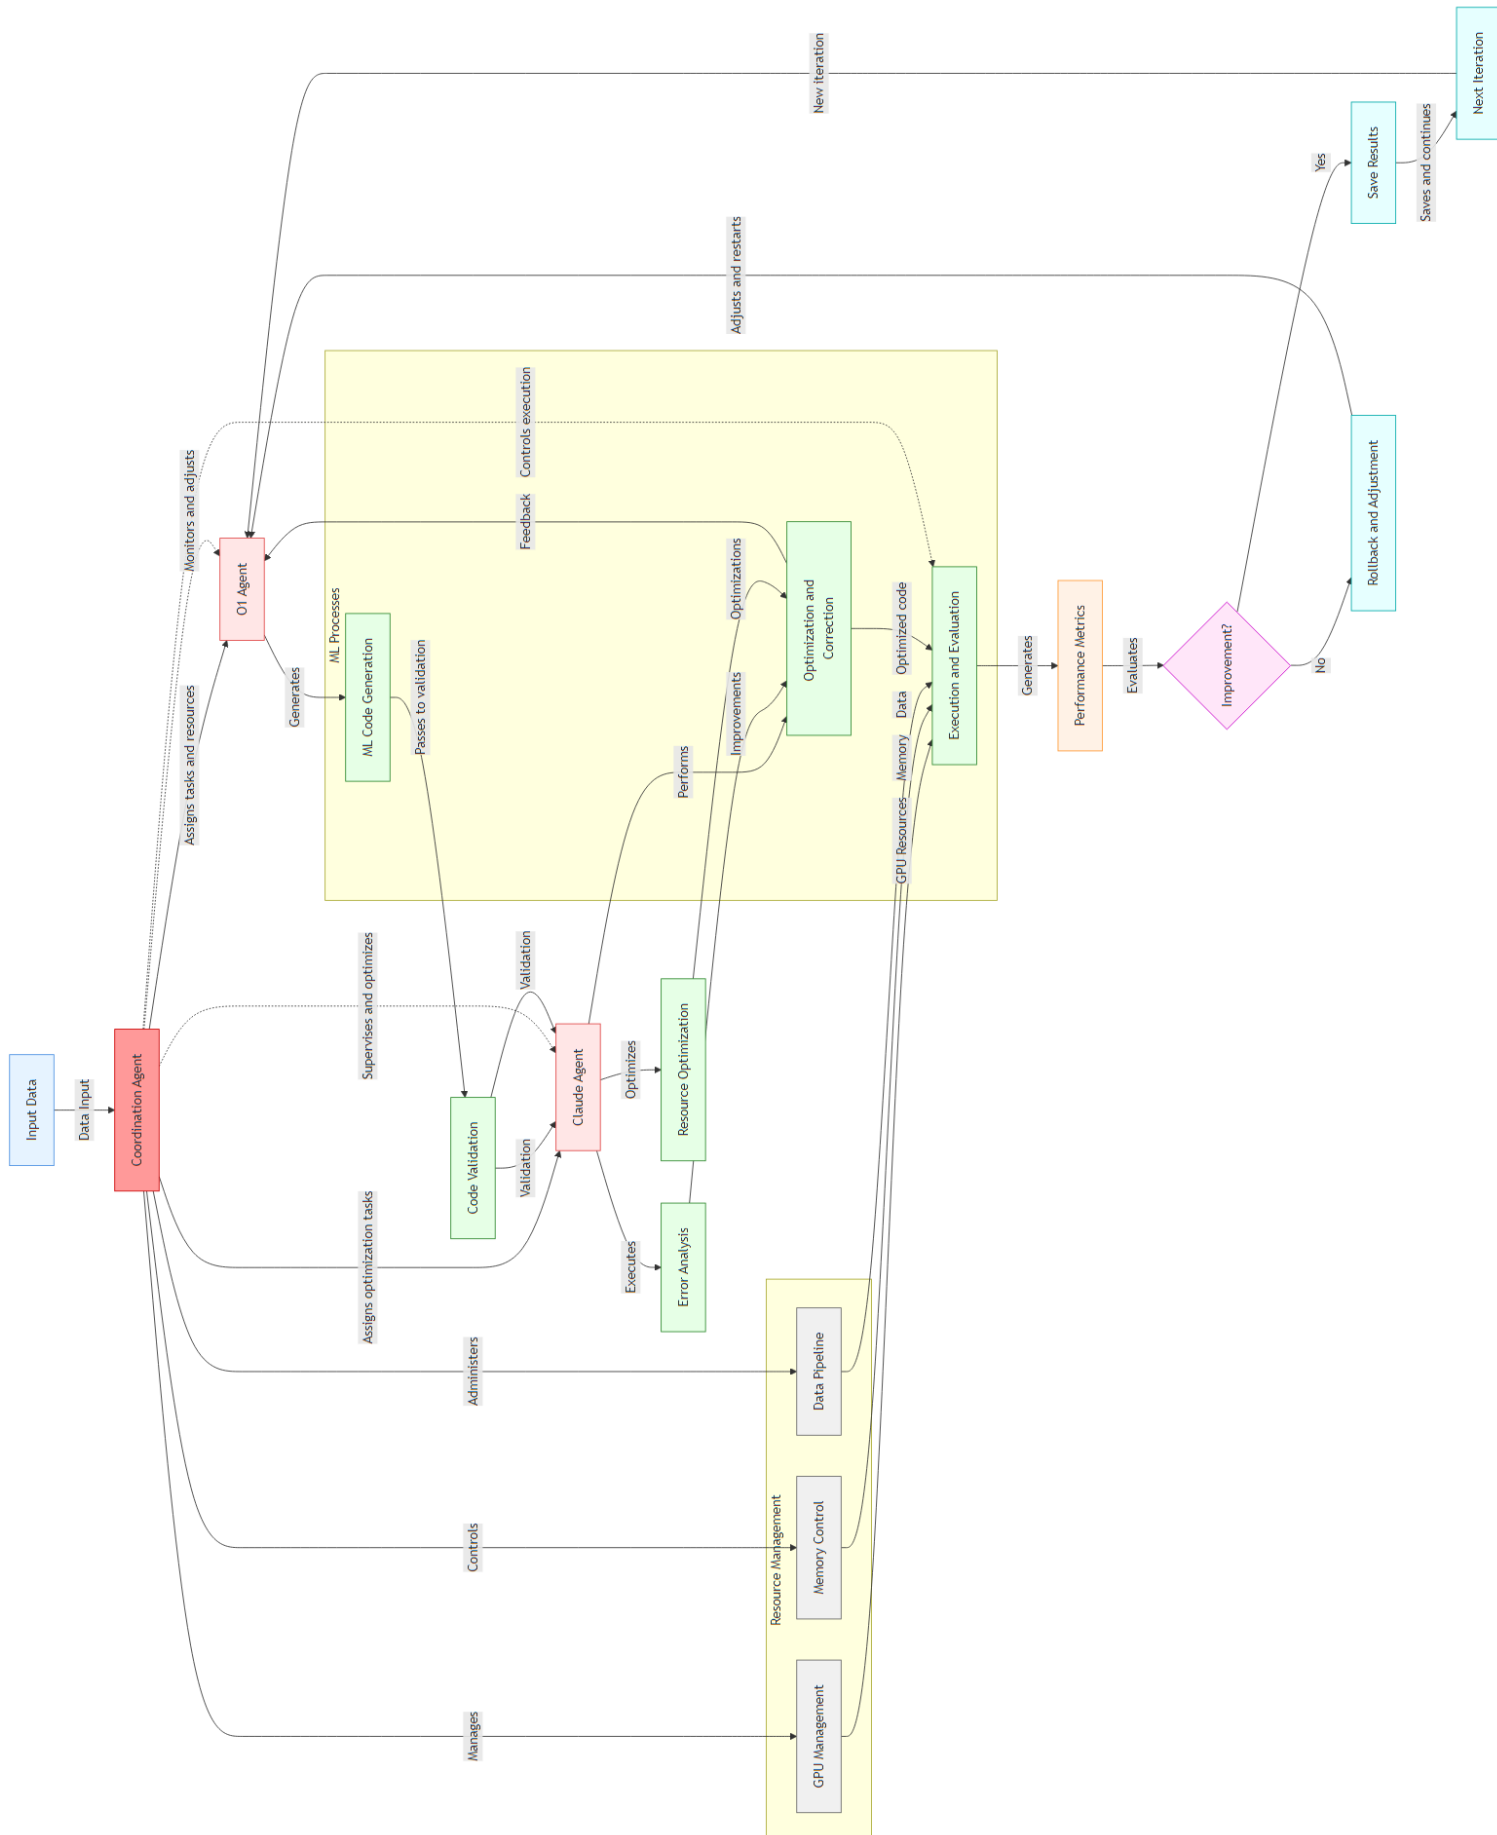 Input Data
Data Input
Coordination Agent
Monitors and adjusts
Assigns tasks and resources
O1 Agent
Generates
ML Processes
ML Code Generation
Controls execution
Feedback
Supervises and optimizes
Assigns optimization tasks
Passes to validation
Code Validation
Administers
Controls
Manages
Validation
Validation
Claude Agent
Optimizes
Executes
Performs
Resource Optimization
Error Analysis
New iteration
Adjusts and restarts
Optimizations
Improvements
Resource Management
Optimization and
Correction
Data Pipeline
Memory Control
GPU Management
Optimized code
Data
Memory
GPU Resources
Execution and Evaluation
Generates
Performance Metrics
Evaluates
Improvement?
Yes
No
Save Results
Rollback and Adjustment
Saves and continues
Next Iteration